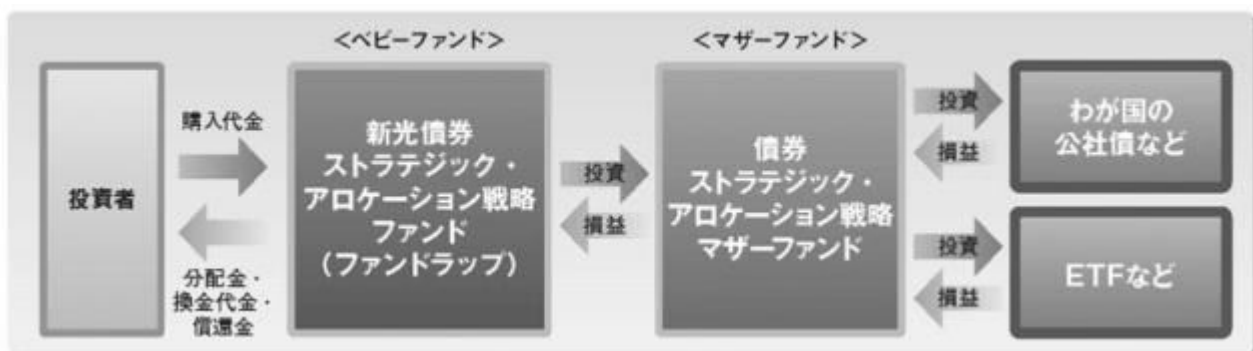 <ベビーファンド>
<マザーファンド>
投資者
購入代金
分配金・
換金代金・
償還金
新光債券
ストラテジック・
アロケーション戦略
ファンド
(ファンドラップ)
投資
損益
債券
ストラテジック・
アロケーション戦略
マザーファンド
投資
損益
わが国の
公社債など
投資
損益
ETFなど